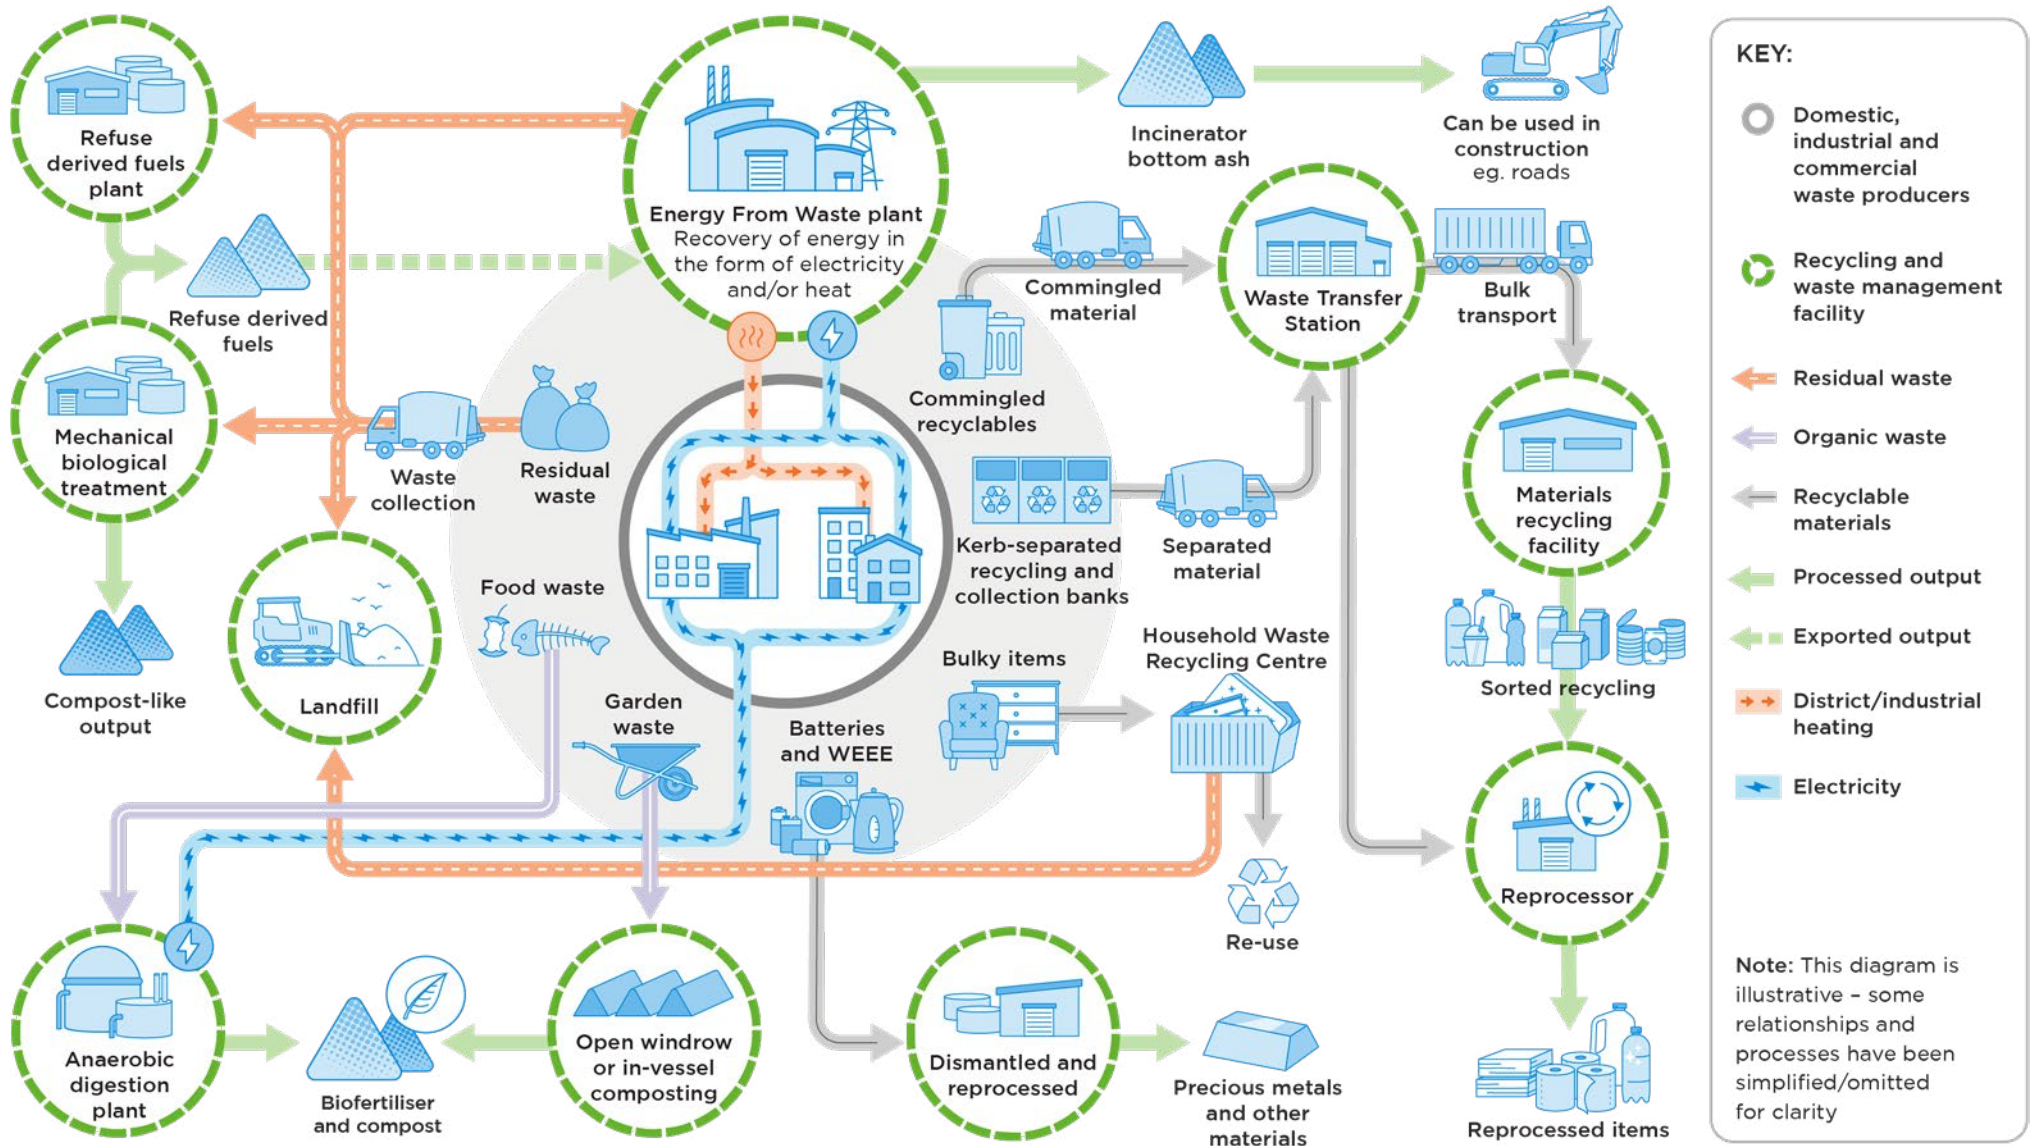 Refuse
derived fuels
plant
Refuse derived
fuels
Mechanical
biological
treatment
Compost-like
output
Waste
collection
Residual
waste
Landfill
Energy From Waste plant
Recovery of energy in
the form of electricity
and/or heat
Incinerator
bottom ash
Can be used in
construction
eg. roads
Commingled
material
Commingled
recyclables
Waste Transfer
Station
Bulk
transport
Kerb-separated
recycling and
collection banks
Separated
material
Materials
recycling
facility
Sorted recycling
Food waste
Garden
waste
Batteries
and WEEE
Bulky items
Household Waste
Recycling Centre
Re-use
Reprocessor
Reprocessed items
Anaerobic
digestion
plant
Biofertiliser
and compost
Open windrow
or in-vessel
composting
Dismantled and
reprocessed
Precious metals
and other
materials
KEY:
Domestic,
industrial and
commercial
waste producers
Recycling and
waste management
facility
Residual waste
Organic waste
Recyclable
materials
Processed output
Exported output
District/industrial
heating
Electricity
Note: This diagram is
illustrative – some
relationships and
processes have been
simplified/omitted
for clarity